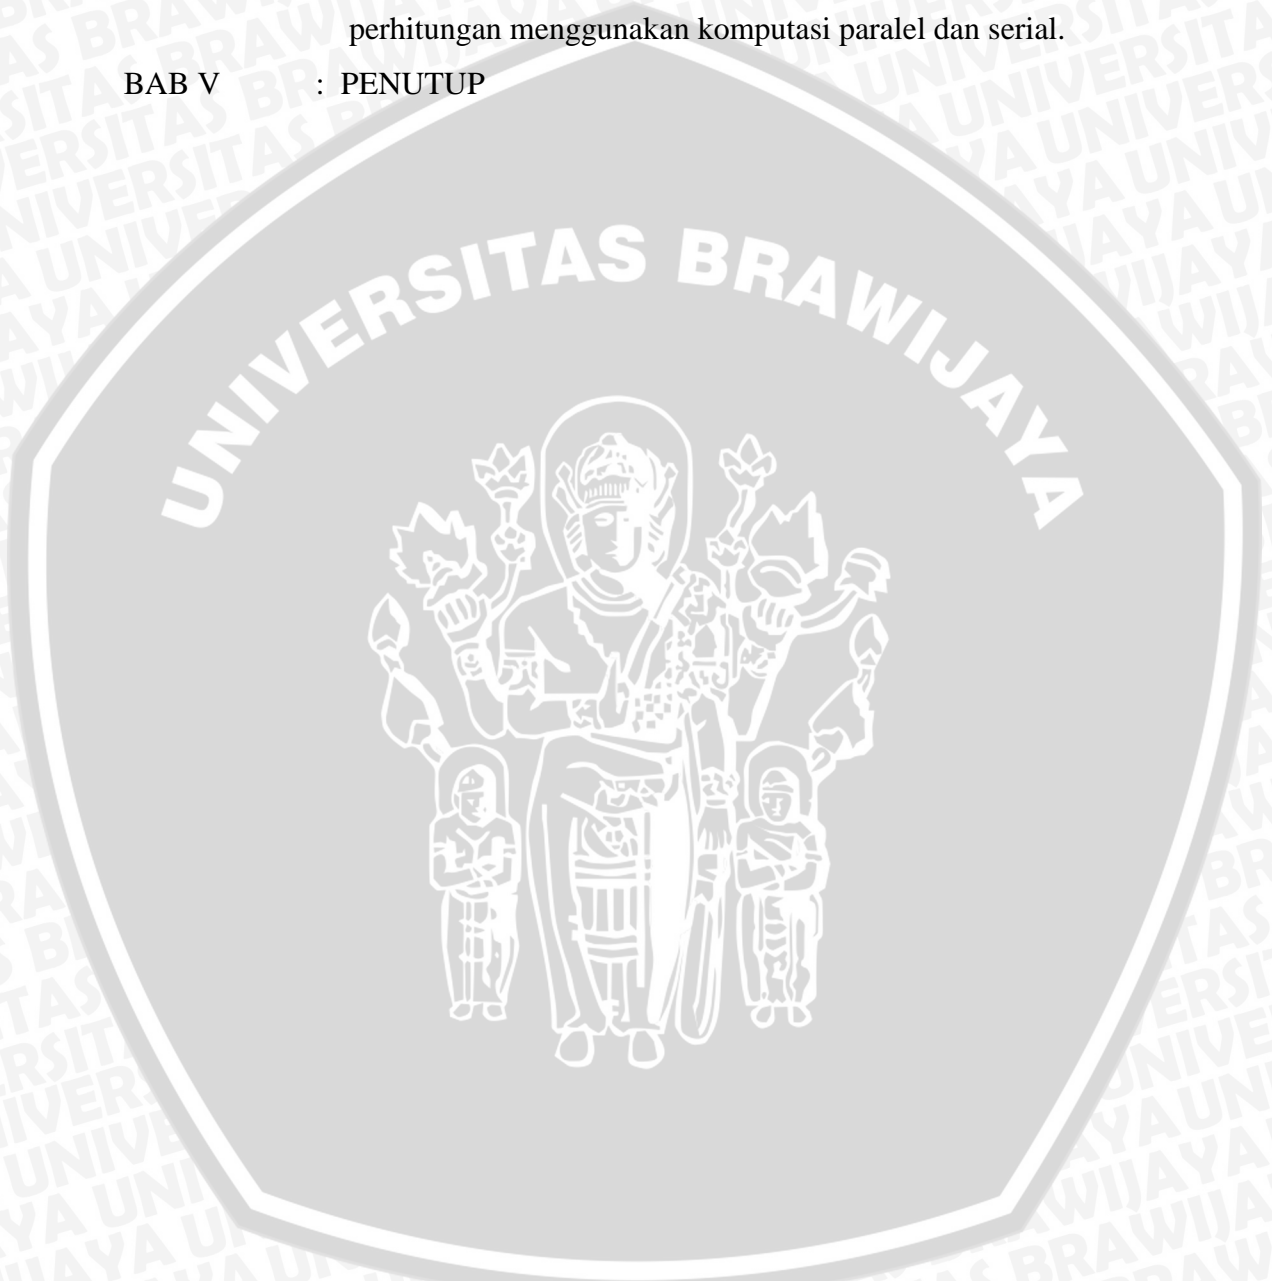 perhitungan menggunakan komputasi paralel dan serial.
BAB V : PENUTUP
UNIVERSITAS BRAWIJAYA